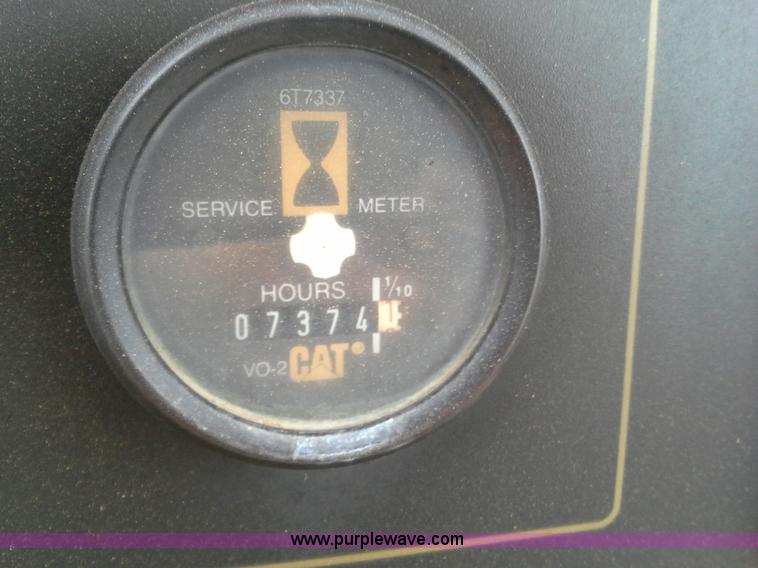 6T7337
SERVICE METER
HOURS 1/10
07374
VO-2 CAT®
www.purplewave.com